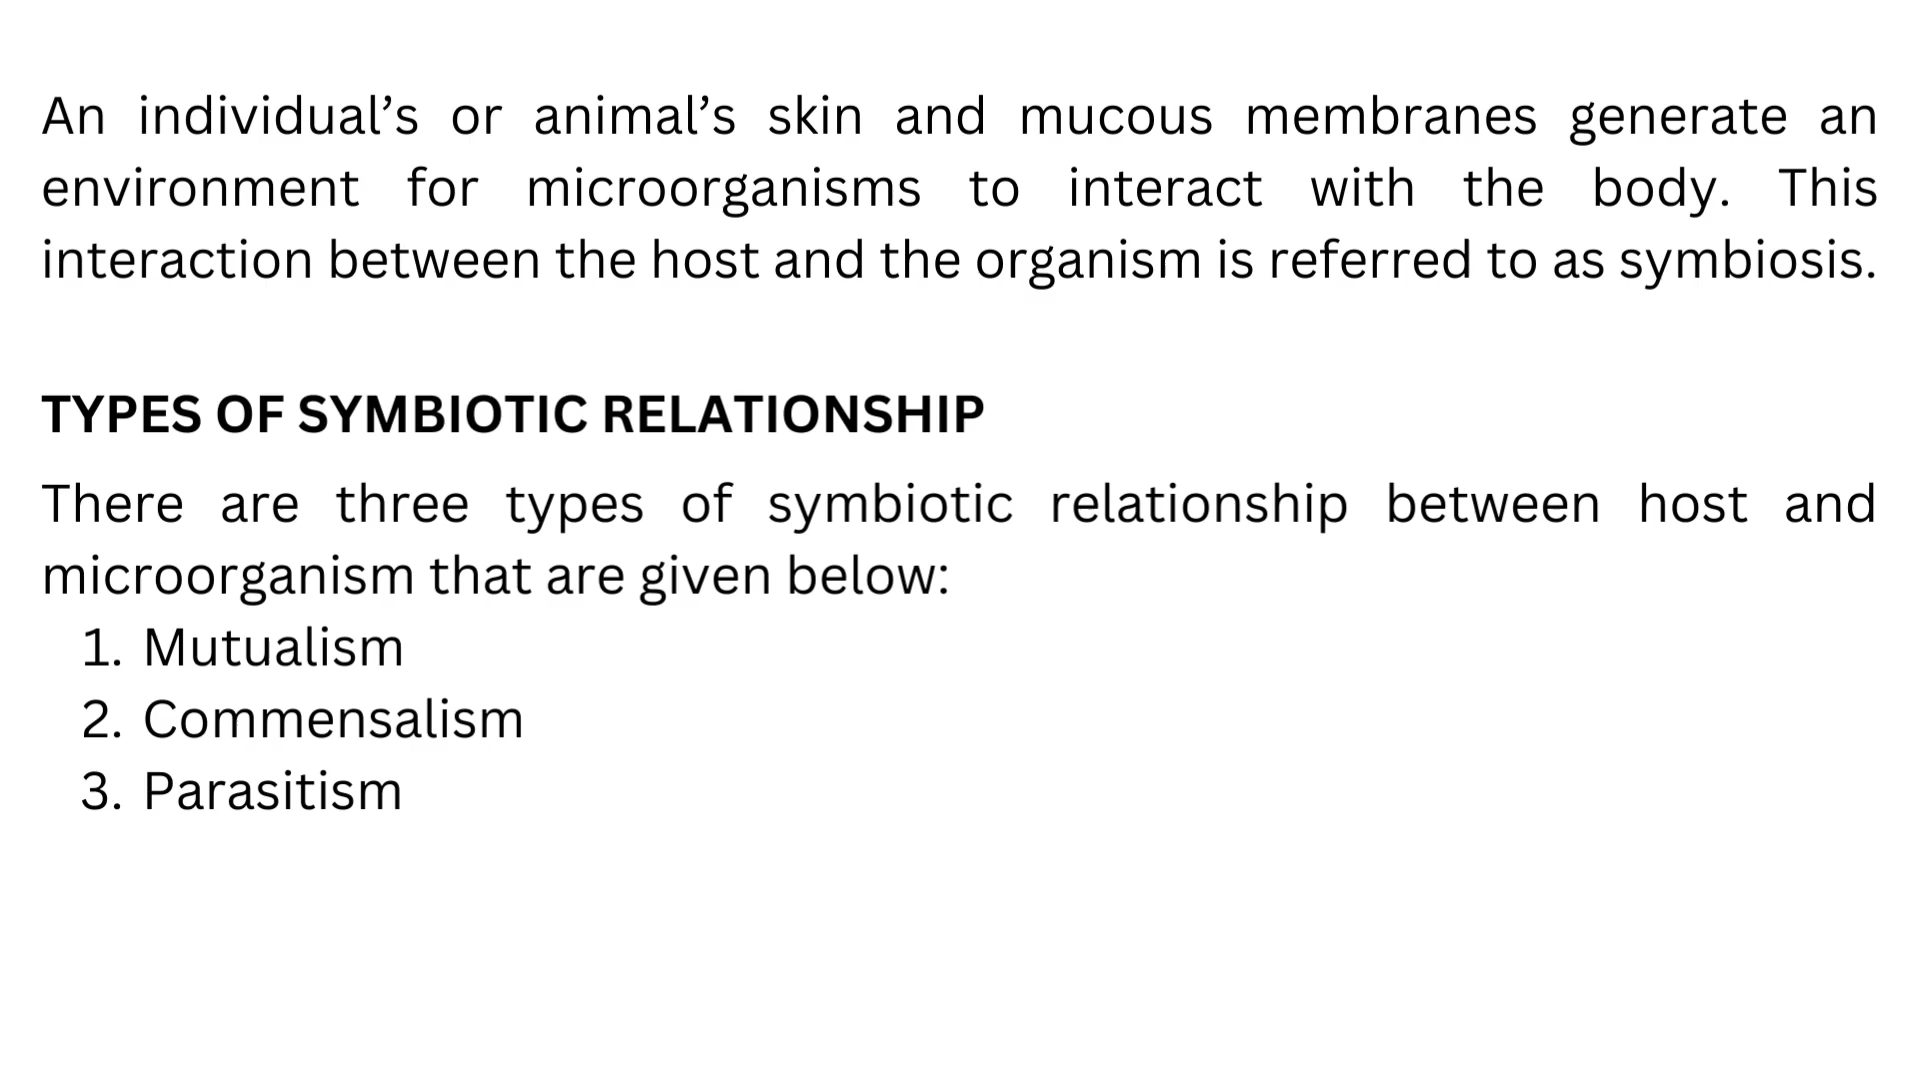 An individual’s or animal’s skin and mucous membranes generate an
environment for microorganisms to interact with the body. This
interaction between the host and the organism is referred to as symbiosis.
TYPES OF SYMBIOTIC RELATIONSHIP
There are three types of symbiotic relationship between host and
microorganism that are given below:
1. Mutualism
2. Commensalism
3. Parasitism